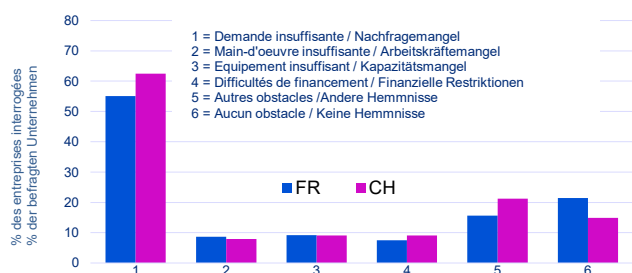 % des entreprises interrogées
% der befragten Unternehmen
80
70
60
50
40
30
20
10
0
1 = Demande insuffisante / Nachfragemangel
2 = Main-d'oeuvre insuffisante / Arbeitskräftemangel
3 = Equipement insuffisant / Kapazitätsmangel
4 = Difficultés de financement / Finanzielle Restriktionen
5 = Autres obstacles /Andere Hemmnisse
6 = Aucun obstacle / Keine Hemmnisse
FR CH
1 2 3 4 5 6